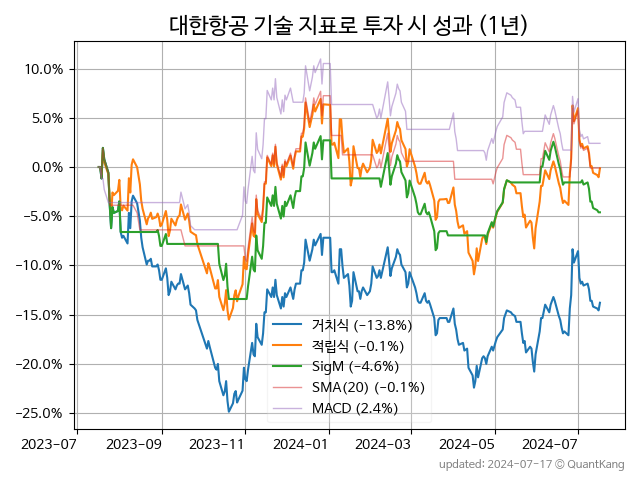 대한항공 기술 지표로 투자 시 성과 (1년)
10.0%
5.0%
0.0%
−5.0%
−10.0%
−15.0%
−20.0%
−25.0%
거치식 (−13.8%)
적립식 (−0.1%)
SigM (−4.6%)
SMA(20) (−0.1%)
MACD (2.4%)
2023-07 2023-09 2023-11 2024-01 2024-03 2024-05 2024-07
updated: 2024-07-17 © QuantKang